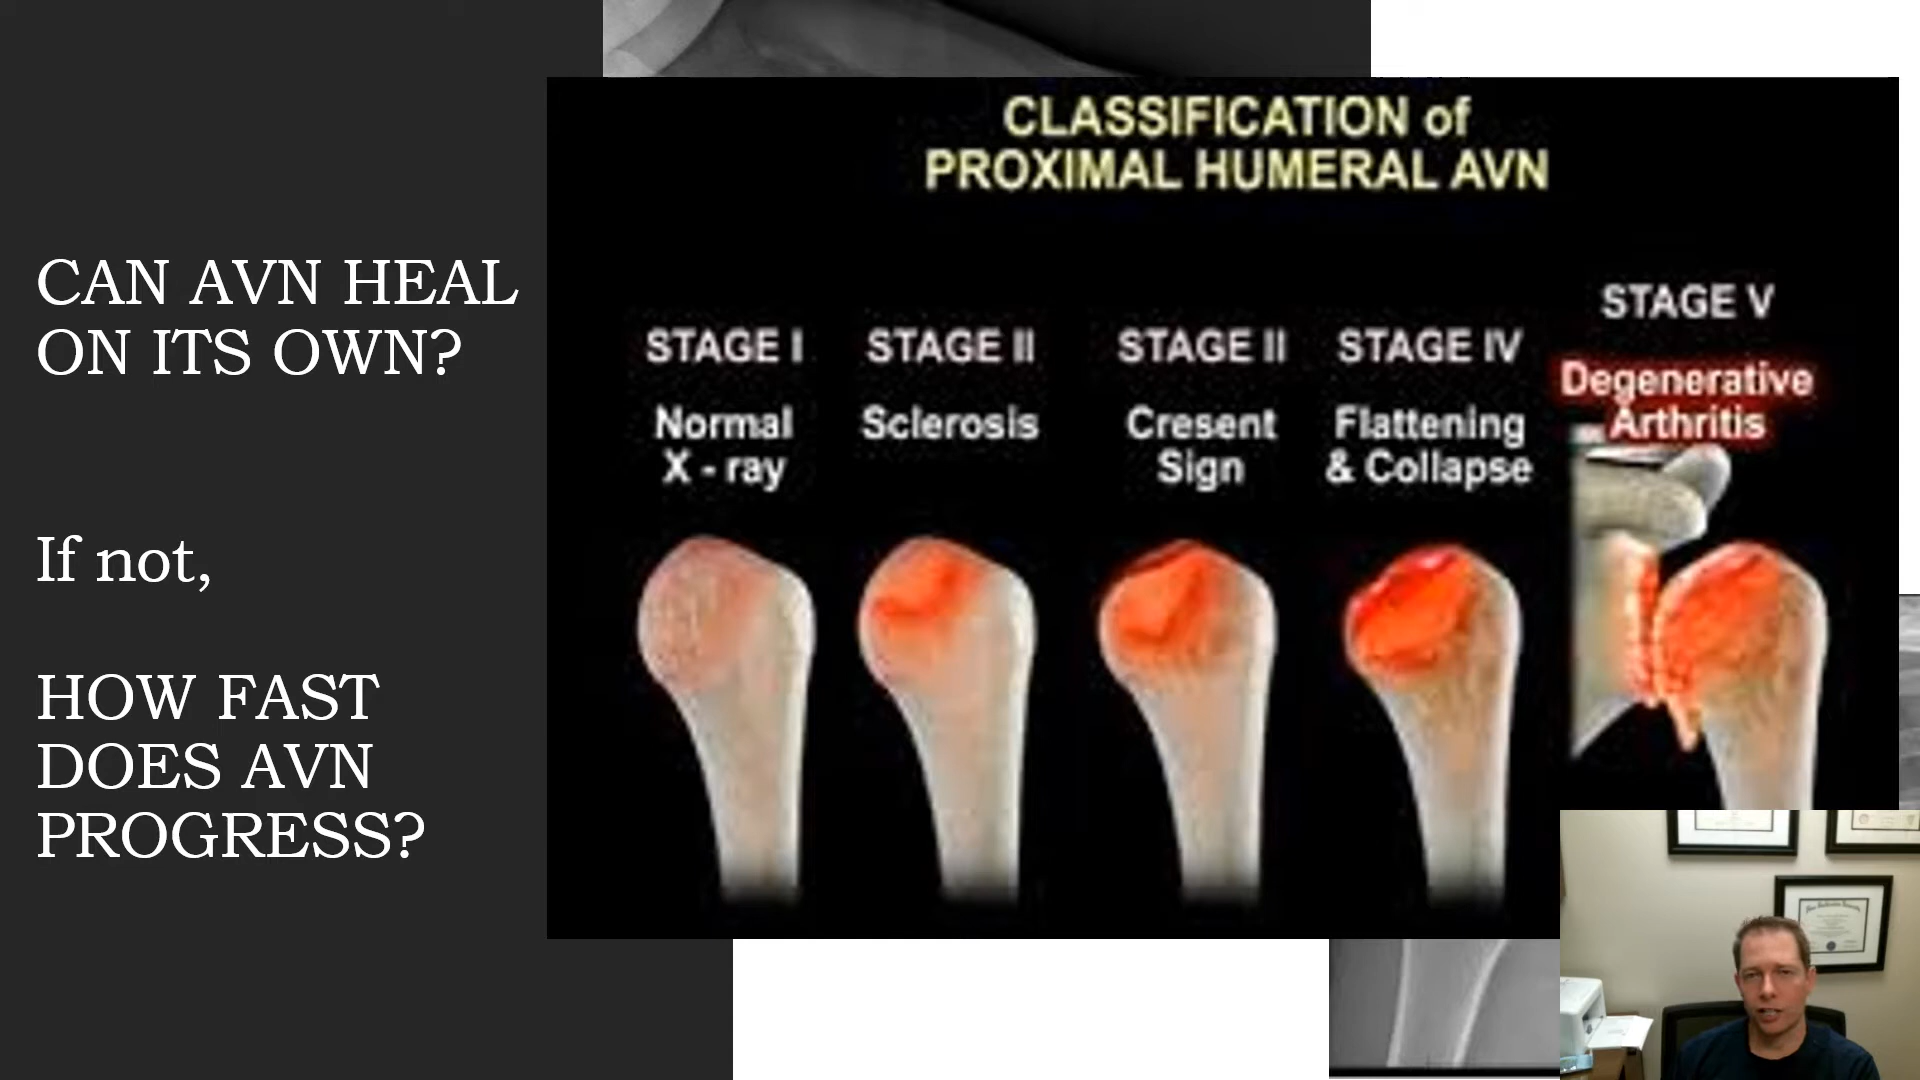 CAN AVN HEAL
ON ITS OWN?
If not,
HOW FAST
DOES AVN
PROGRESS?
CLASSIFICATION of
PROXIMAL HUMERAL AVN
STAGE I
Normal
X - ray
STAGE II
Sclerosis
STAGE II
Cresent
Sign
STAGE IV
Flattening
& Collapse
STAGE V
Degenerative
Arthritis